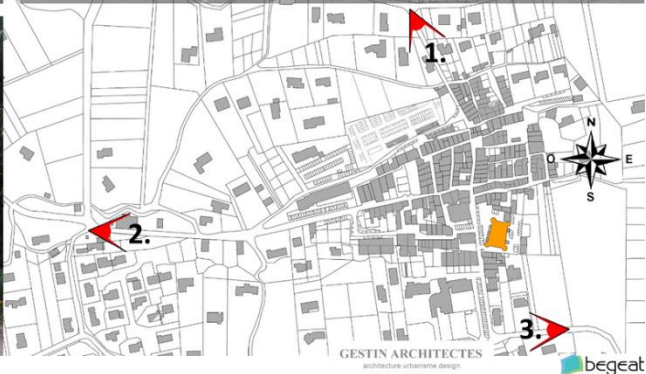 1.
N
O
E
S
2.
3.
GESTIN ARCHITECTES
architecture urbanisme design
begeat